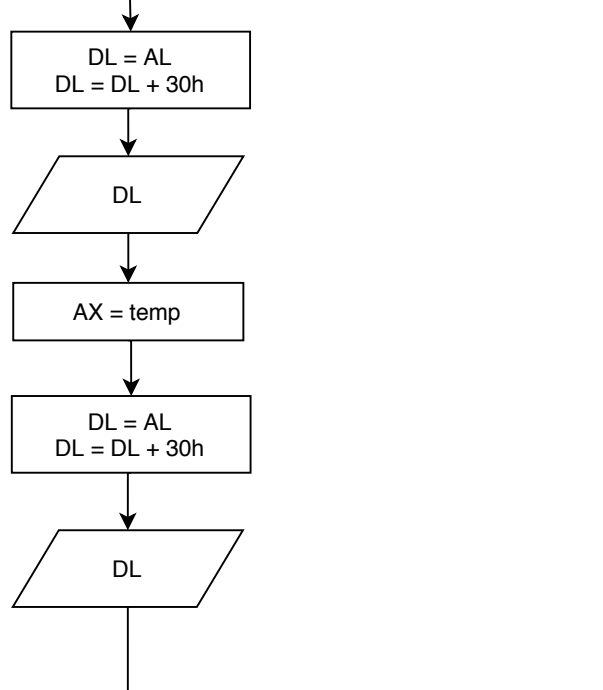 DL = AL
DL = DL + 30h
DL
AX = temp
DL = AL
DL = DL + 30h
DL